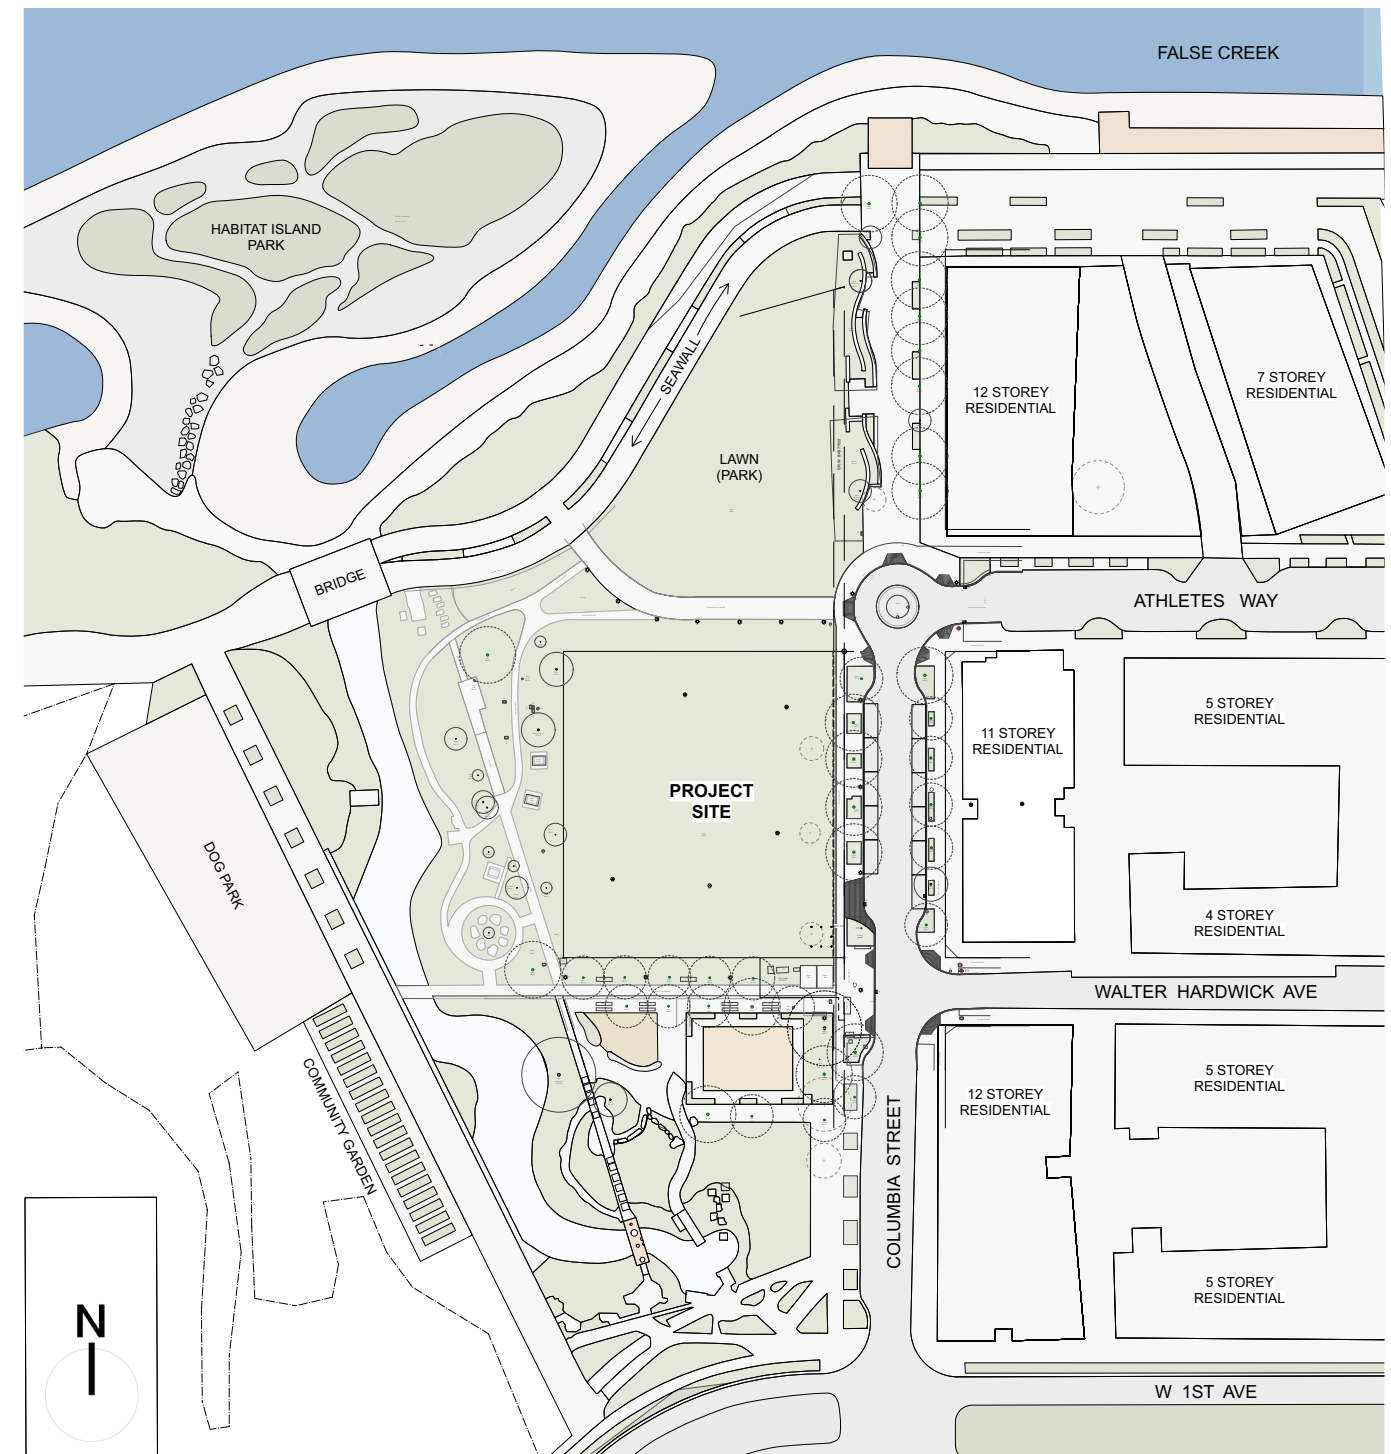 FALSE CREEK
HABITAT ISLAND
PARK
SEAWALL
12 STOREY
RESIDENTIAL
7 STOREY
RESIDENTIAL
LAWN
(PARK)
BRIDGE
ATHLETES WAY
5 STOREY
RESIDENTIAL
11 STOREY
RESIDENTIAL
PROJECT
SITE
DOG PARK
4 STOREY
RESIDENTIAL
WALTER HARDWICK AVE
COMMUNITY GARDEN
12 STOREY
RESIDENTIAL
5 STOREY
RESIDENTIAL
COLUMBIA STREET
5 STOREY
RESIDENTIAL
N
W 1ST AVE